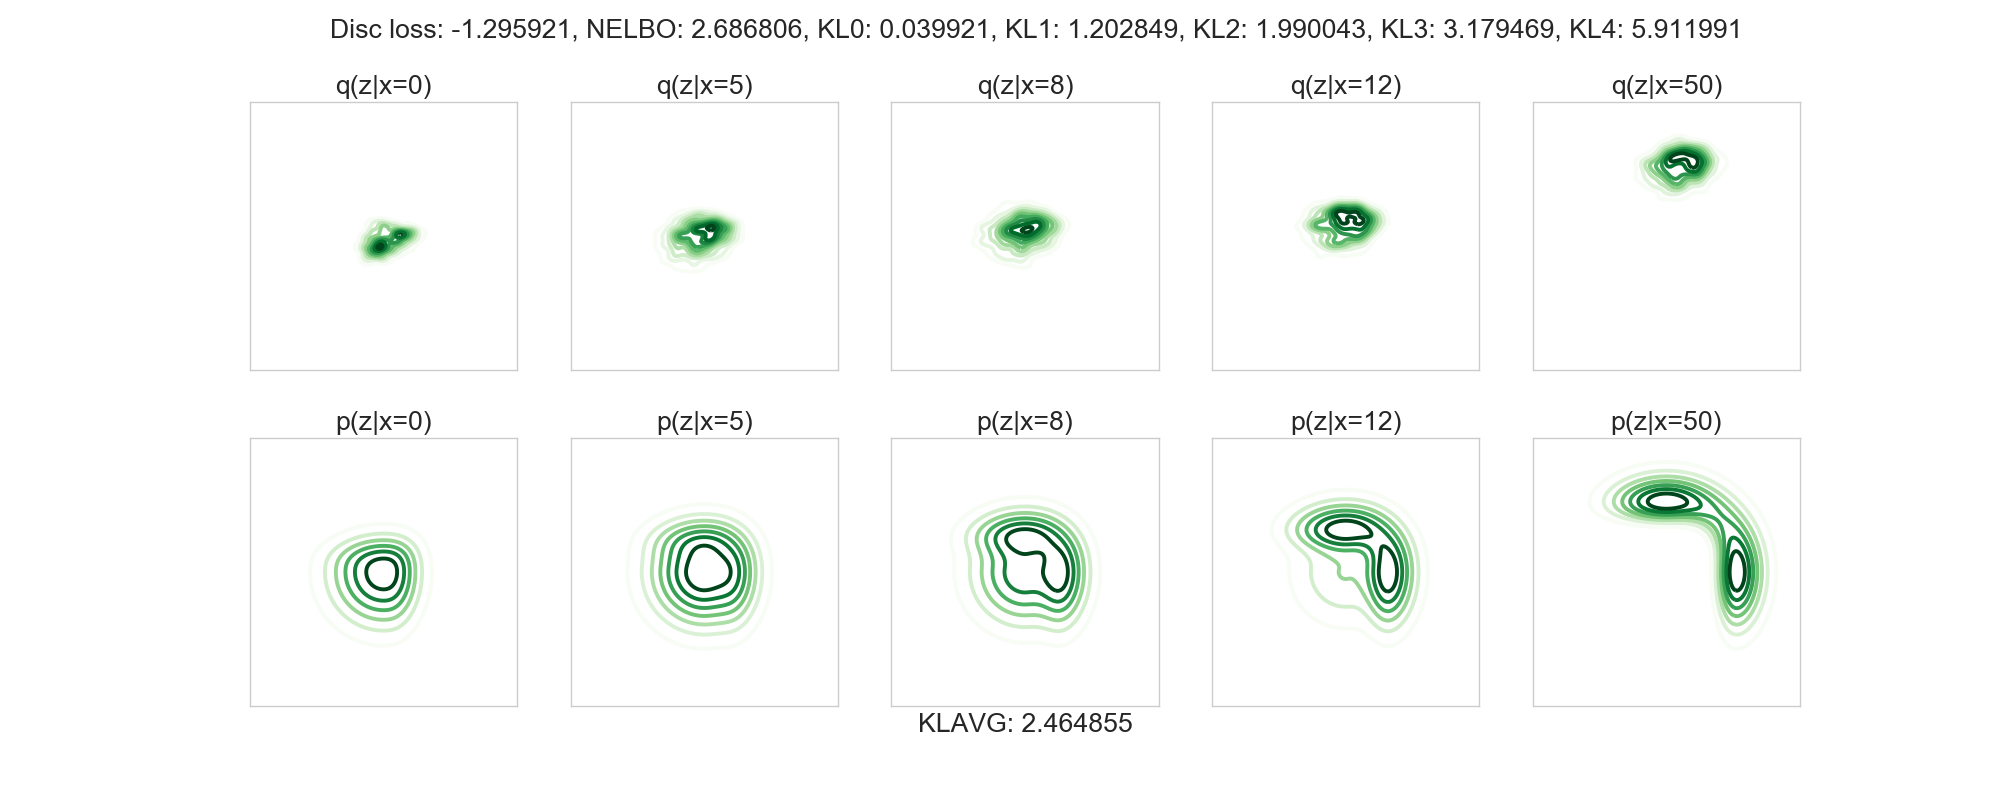 Disc loss: -1.295921, NELBO: 2.686806, KL0: 0.039921, KL1: 1.202849, KL2: 1.990043, KL3: 3.179469, KL4: 5.911991
q(z|x=0) q(z|x=5) q(z|x=8) q(z|x=12) q(z|x=50)
p(z|x=0) p(z|x=5) p(z|x=8) p(z|x=12) p(z|x=50)
KLAVG: 2.464855